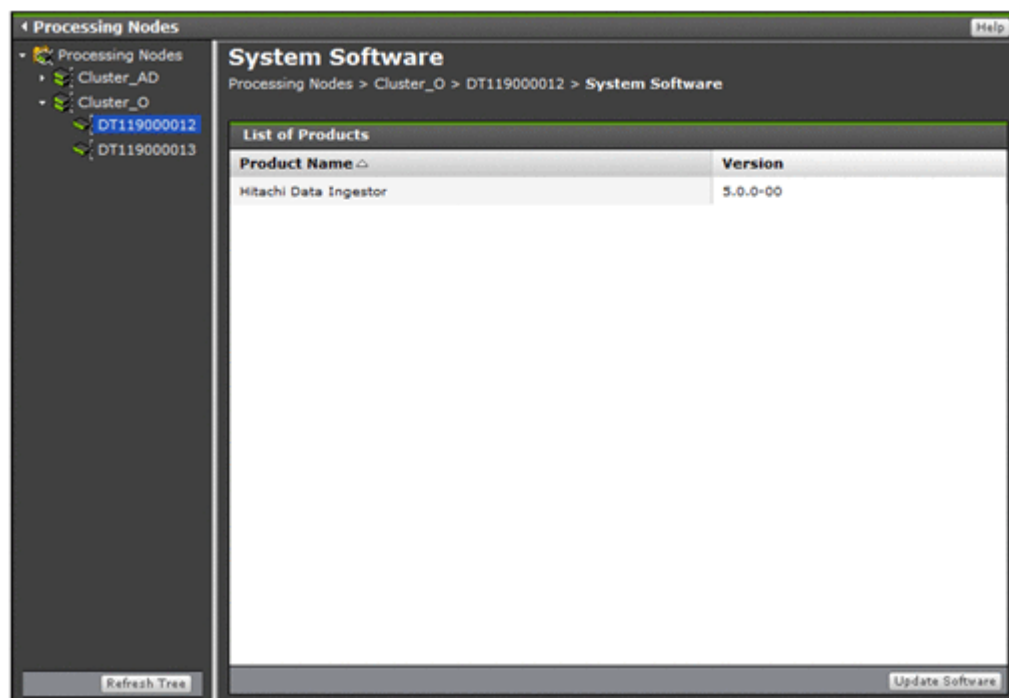 Processing Nodes
Help
Processing Nodes
Cluster_AD
Cluster_O
DT119000012
DT119000013
Refresh Tree
System Software
Processing Nodes > Cluster_O > DT119000012 > System Software
List of Products
Product Name Version
Hitachi Data Ingestor 5.0.0-00
Update Software